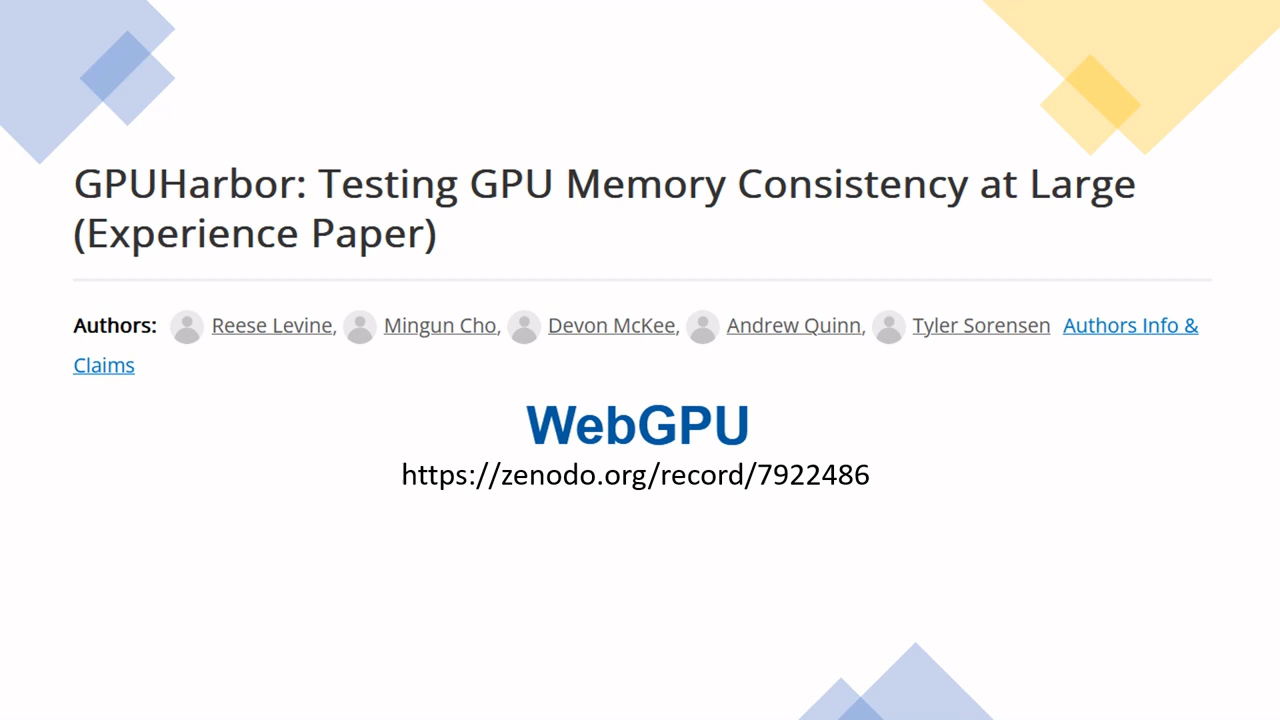 GPUHarbor: Testing GPU Memory Consistency at Large
(Experience Paper)
Authors: Reese Levine, Mingun Cho, Devon McKee, Andrew Quinn, Tyler Sorensen Authors Info &
Claims
WebGPU
https://zenodo.org/record/7922486